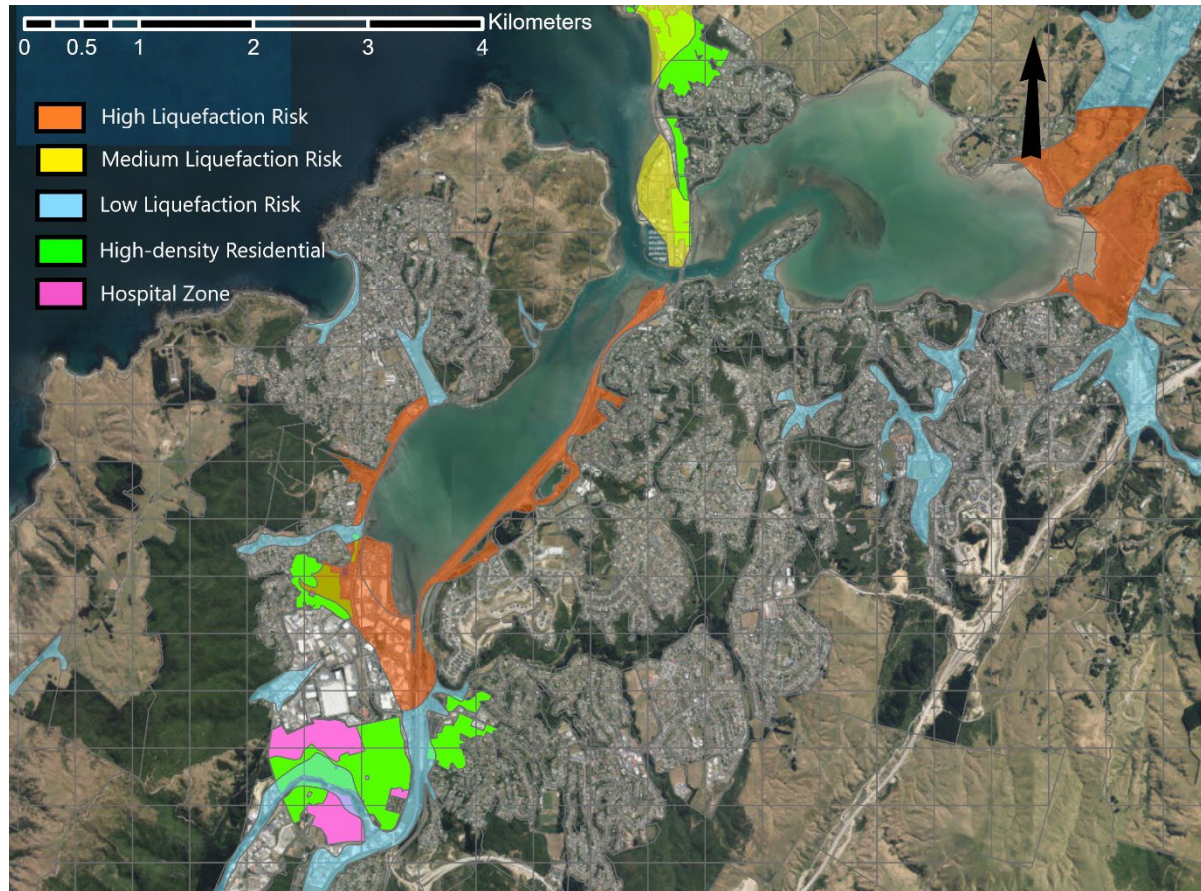 Kilometers
0 0.5 1 2 3 4
High Liquefaction Risk
Medium Liquefaction Risk
Low Liquefaction Risk
High-density Residential
Hospital Zone